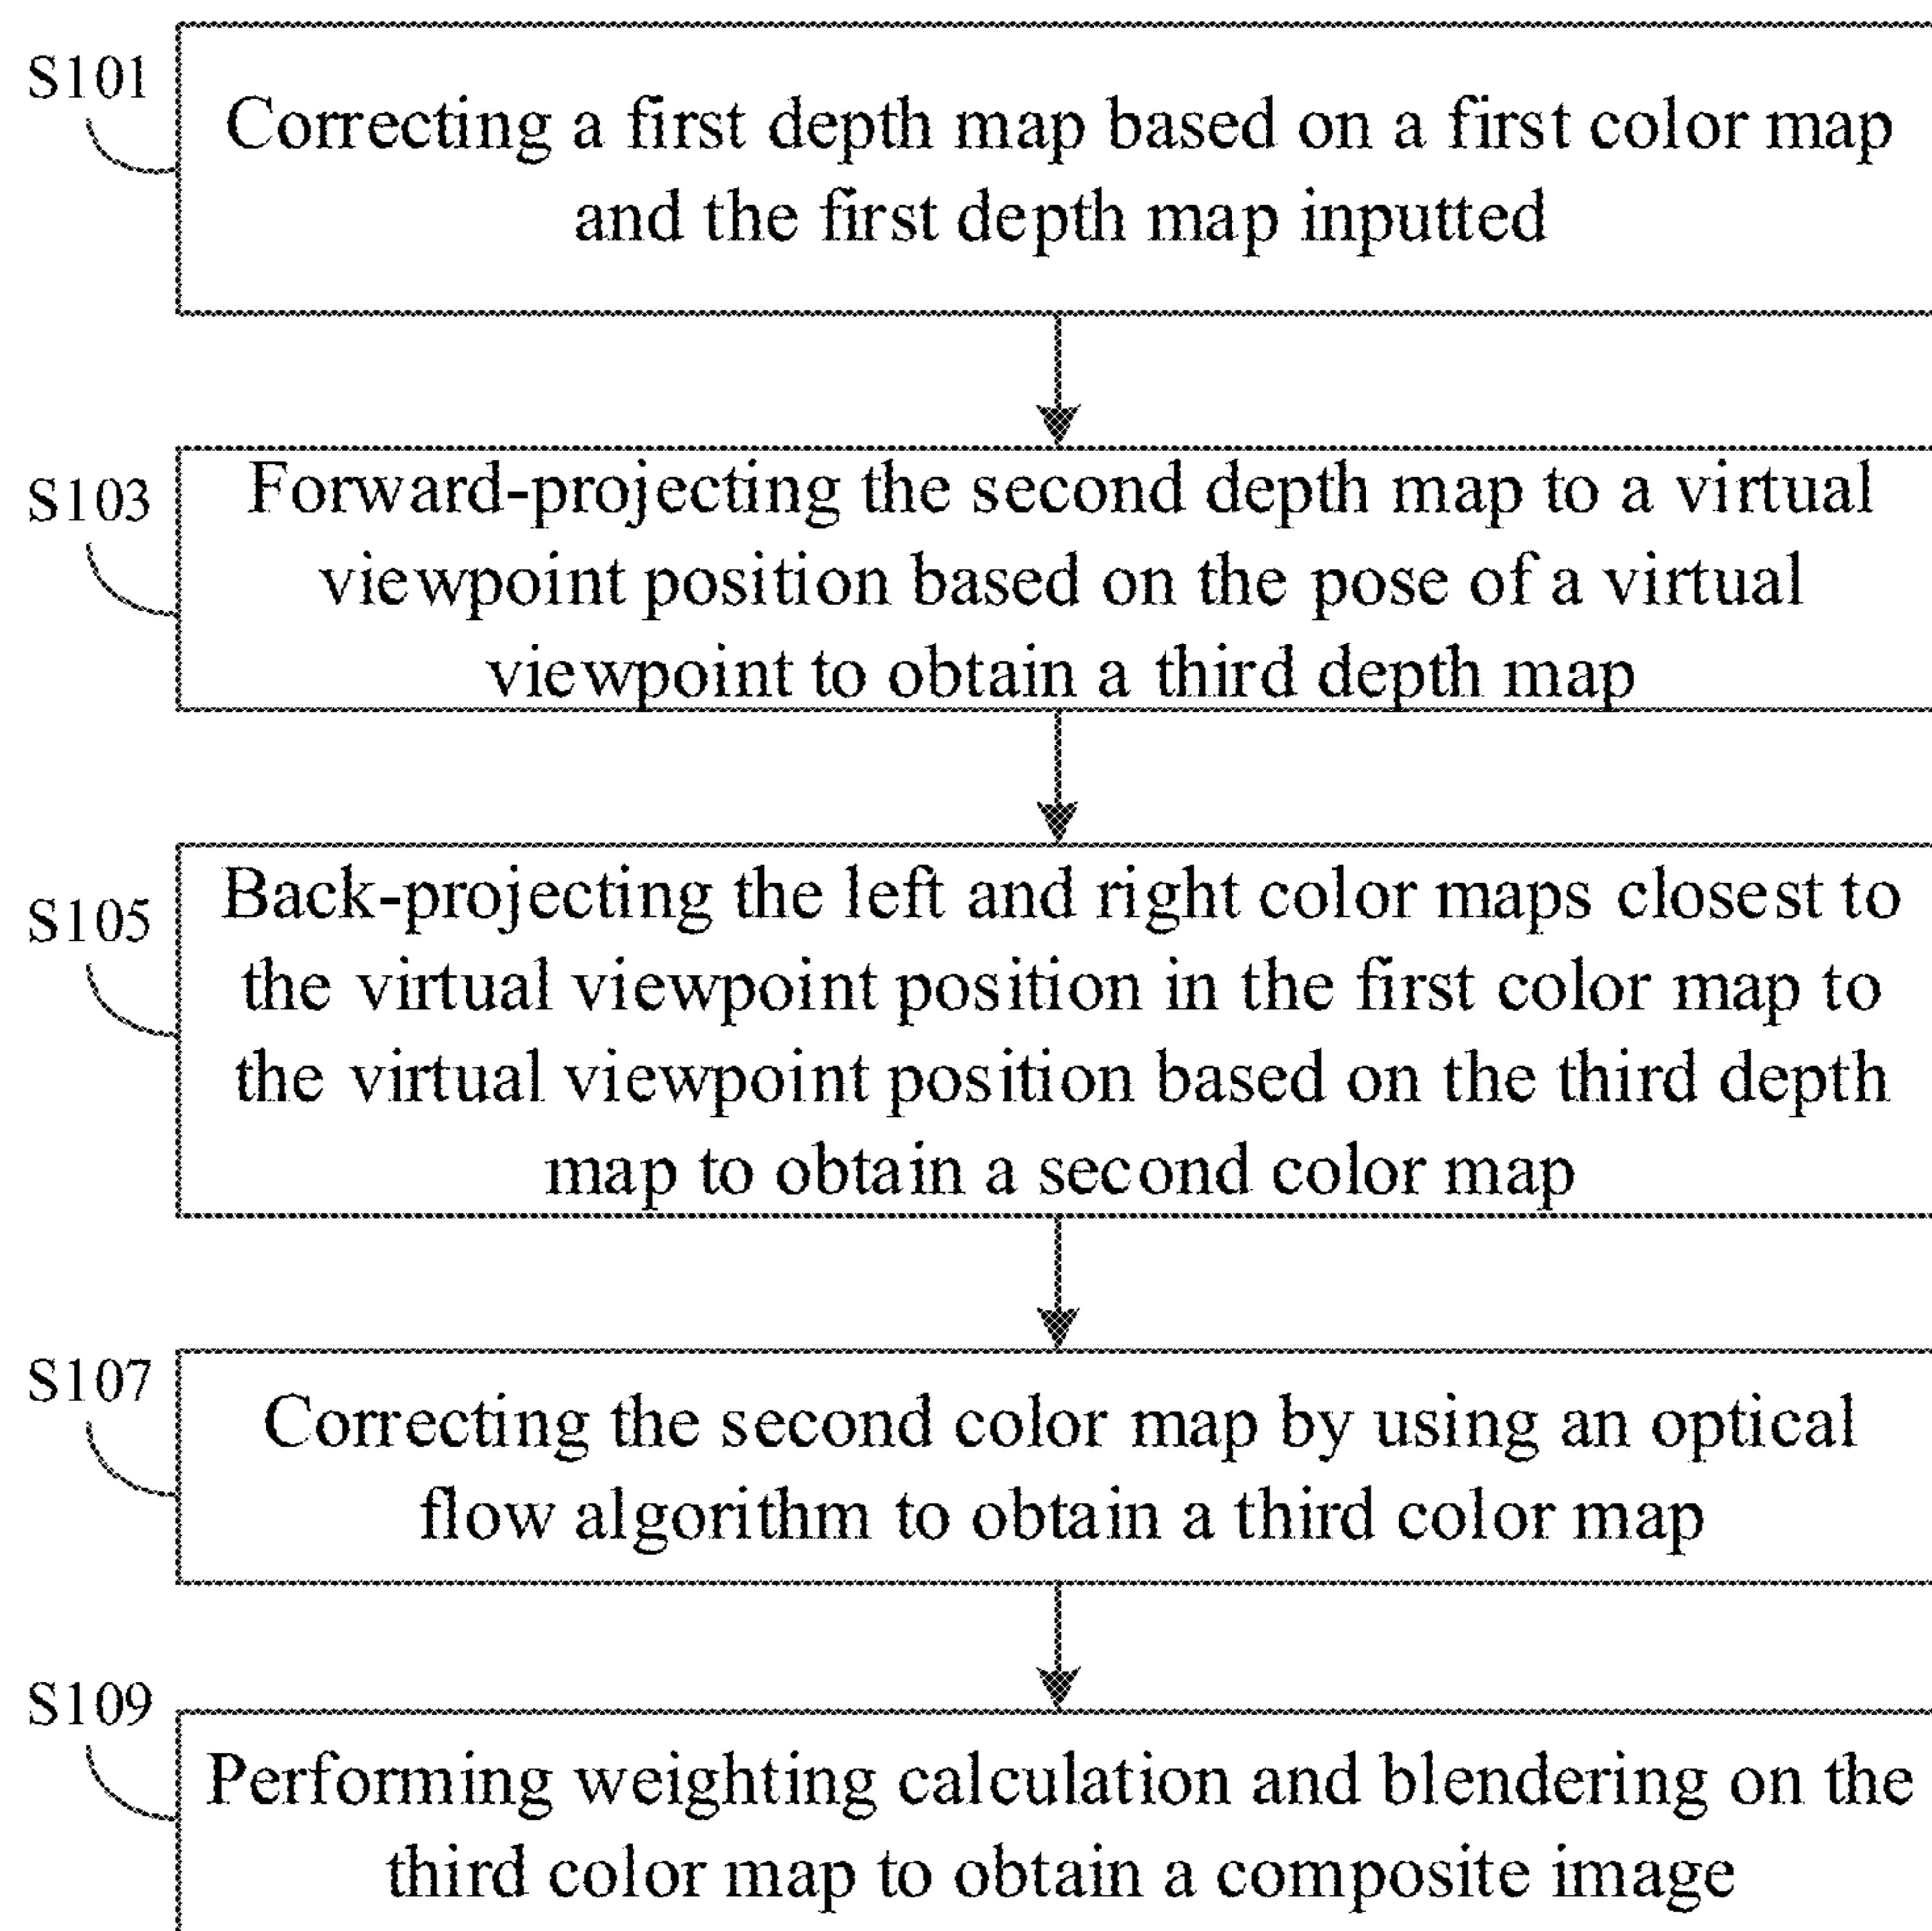 S101
Correcting a first depth map based on a first color map
and the first depth map inputted
S103
Forward-projecting the second depth map to a virtual
viewpoint position based on the pose of a virtual
viewpoint to obtain a third depth map
S105
Back-projecting the left and right color maps closest to
the virtual viewpoint position in the first color map to
the virtual viewpoint position based on the third depth
map to obtain a second color map
S107
Correcting the second color map by using an optical
flow algorithm to obtain a third color map
S109
Performing weighting calculation and blendering on the
third color map to obtain a composite image